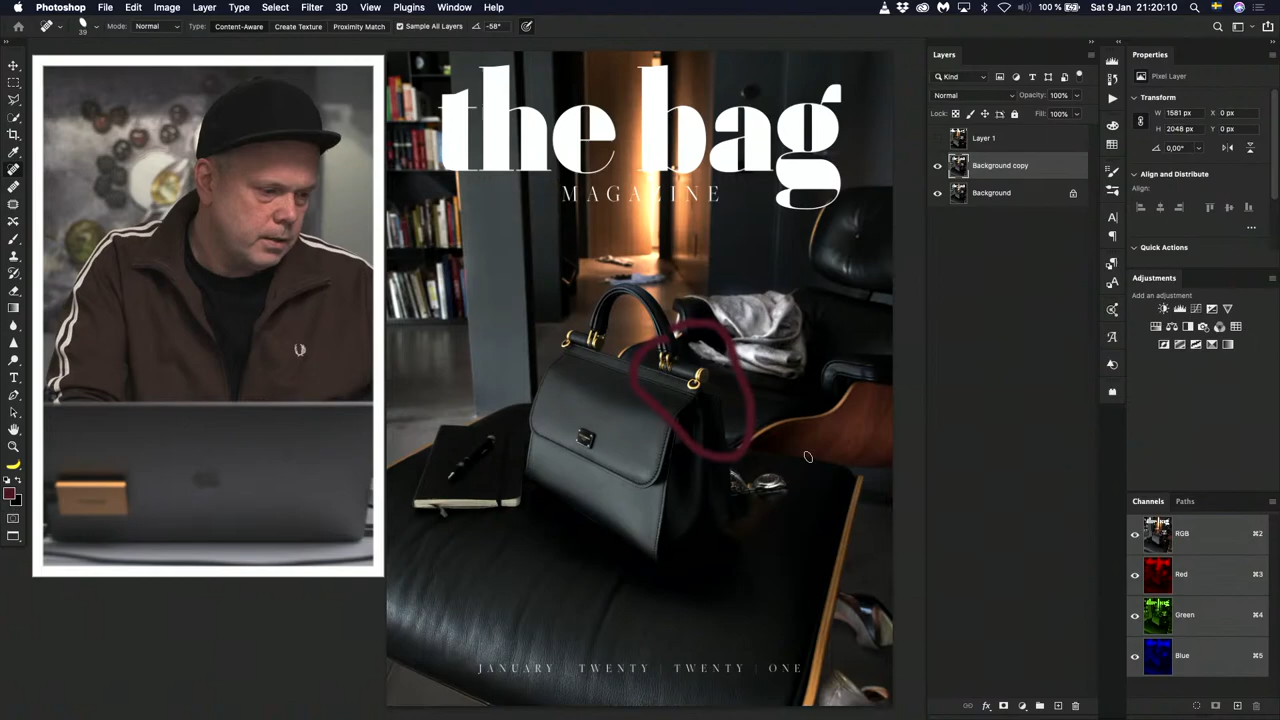 Photoshop File Edit Image Layer Type Select Filter 3D View Plugins Window Help 100 % Sat 9 Jan 21:20:10
39 Mode: Normal Type: Content-Aware Create Texture Proximity Match Sample All Layers -58°
the bag
MAGAZINE
JANUARY | TWENTY | TWENTY | ONE
Layers
Kind
Normal Opacity: 100%
Lock: Fill: 100%
Layer 1
Background copy
Background
Properties
Pixel Layer
Transform
W 1581 px X 0 px
H 2048 px Y 0 px
0,00°
Align and Distribute
Align:
Quick Actions
Adjustments
Add an adjustment
Channels Paths
RGB ⌘2
Red ⌘3
Green ⌘4
Blue ⌘5